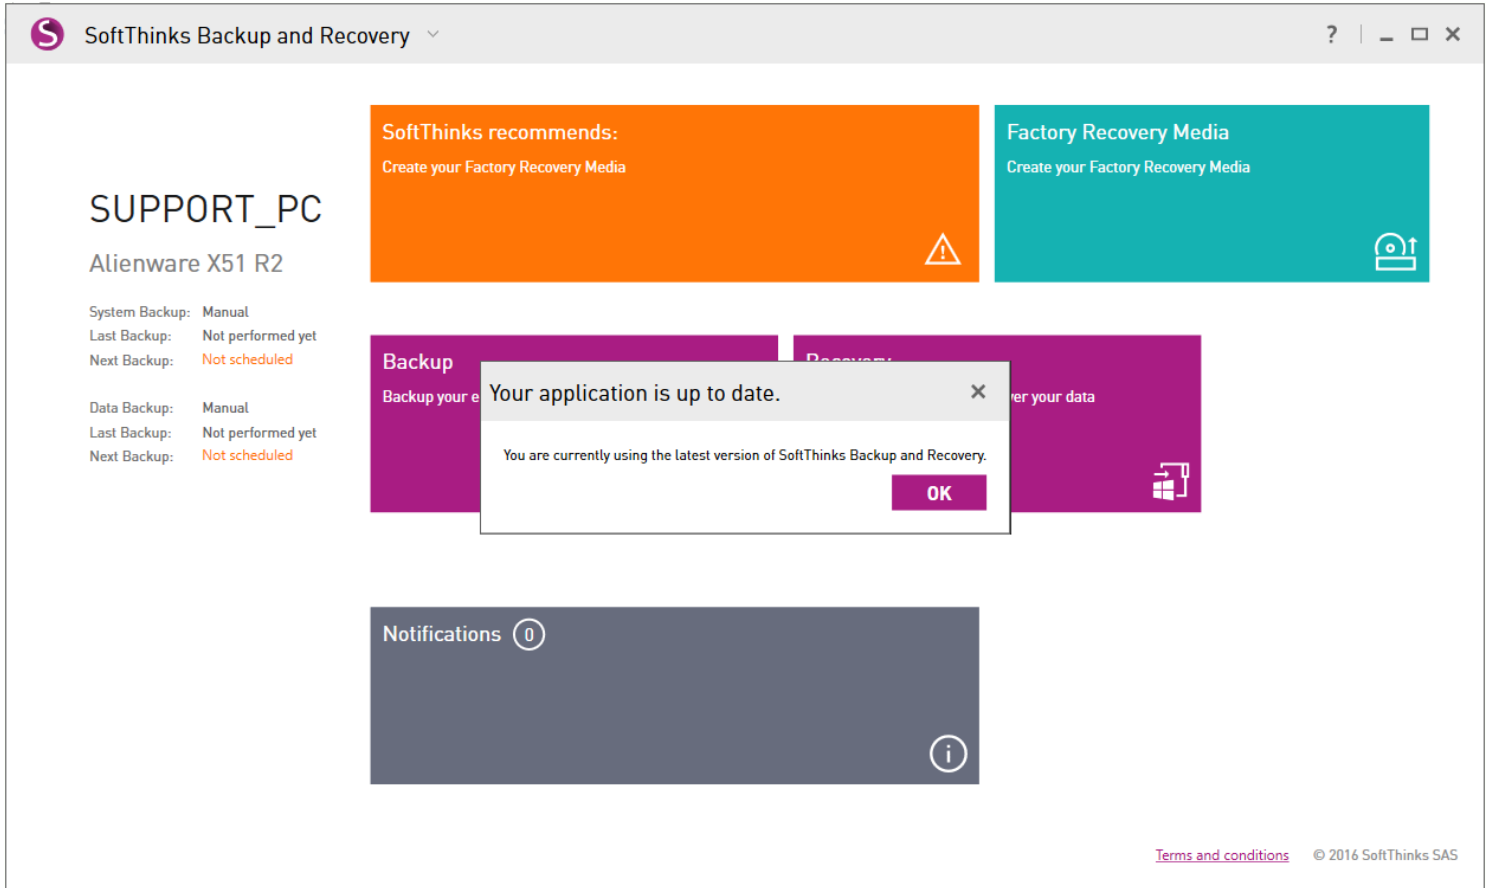 SoftThinks Backup and Recovery
?
SoftThinks recommends:
Create your Factory Recovery Media
Factory Recovery Media
Create your Factory Recovery Media
SUPPORT_PC
Alienware X51 R2
System Backup: Manual
Last Backup: Not performed yet
Next Backup: Not scheduled
Data Backup: Manual
Last Backup: Not performed yet
Next Backup: Not scheduled
Backup
Backup your
Recovery
your data
Your application is up to date.
You are currently using the latest version of SoftThinks Backup and Recovery.
OK
Notifications 0
Terms and conditions © 2016 SoftThinks SAS